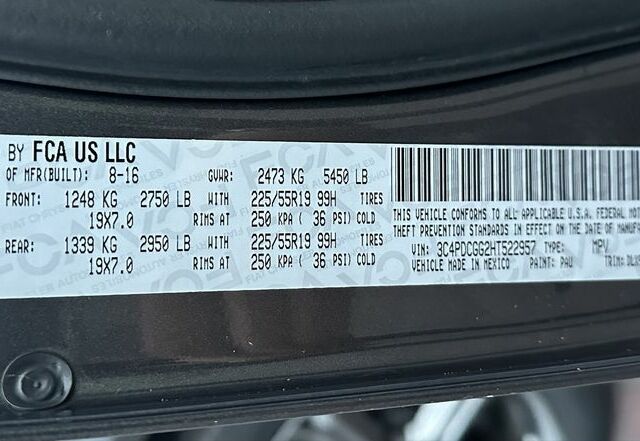 BY FCA US LLC
OF MFR(BUILT): 8-16 GVWR: 2473 KG 5450 LB
FRONT: 1248 KG 2750 LB WITH 225/55R19 99H TIRES
19X7.0 RIMS AT 250 KPA ( 36 PSI) COLD
REAR: 1339 KG 2950 LB WITH 225/55R19 99H TIRES
19X7.0 RIMS AT 250 KPA ( 36 PSI) COLD
THIS VEHICLE CONFORMS TO ALL APPLICABLE U.S.A. FEDERAL MOTOR
THEFT PREVENTION STANDARDS IN EFFECT ON THE DATE OF MANUFA
VIN: 3C4PDCGG2HT522957 TYPE: MPV
VEHICLE MADE IN MEXICO PAINT: PAU TRIM: DLX9